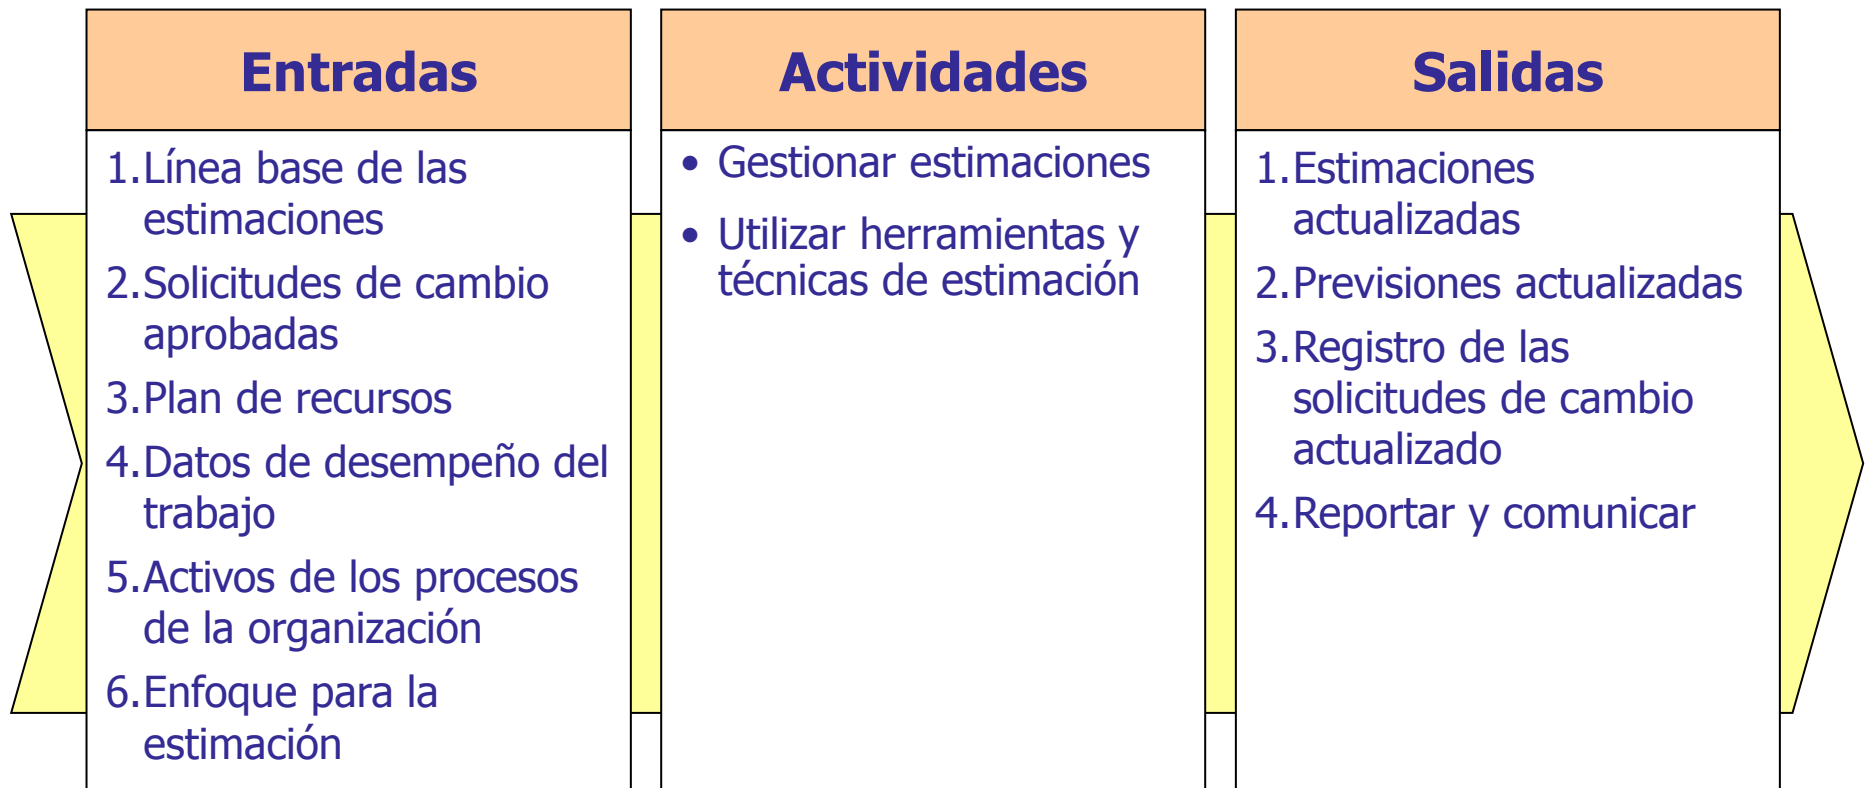 Entradas
1.Línea base de las
estimaciones
2.Solicitudes de cambio
aprobadas
3.Plan de recursos
4.Datos de desempeño del
trabajo
5.Activos de los procesos
de la organización
6.Enfoque para la
estimación
Actividades
• Gestionar estimaciones
• Utilizar herramientas y
técnicas de estimación
Salidas
1.Estimaciones
actualizadas
2.Previsiones actualizadas
3.Registro de las
solicitudes de cambio
actualizado
4.Reportar y comunicar